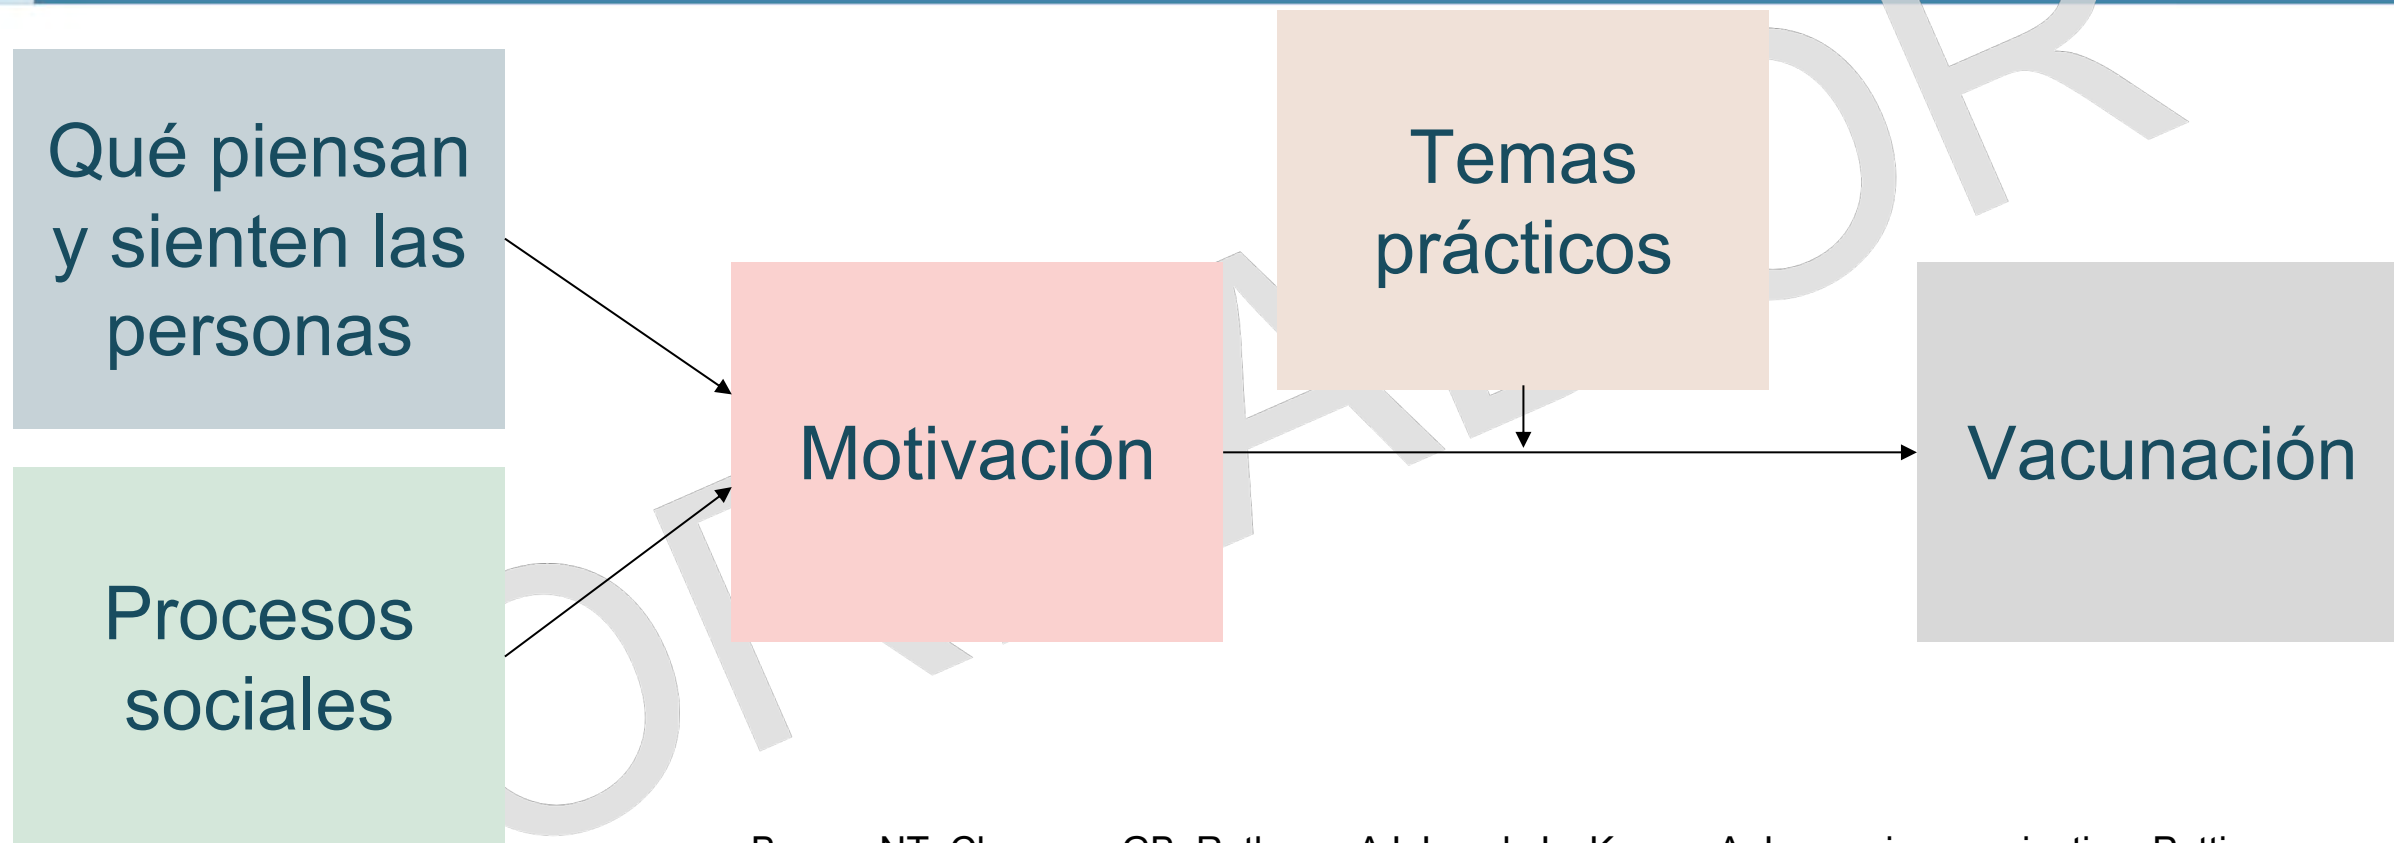 Qué piensan
y sienten las
personas
Procesos
sociales
Motivación
Temas
prácticos
Vacunación